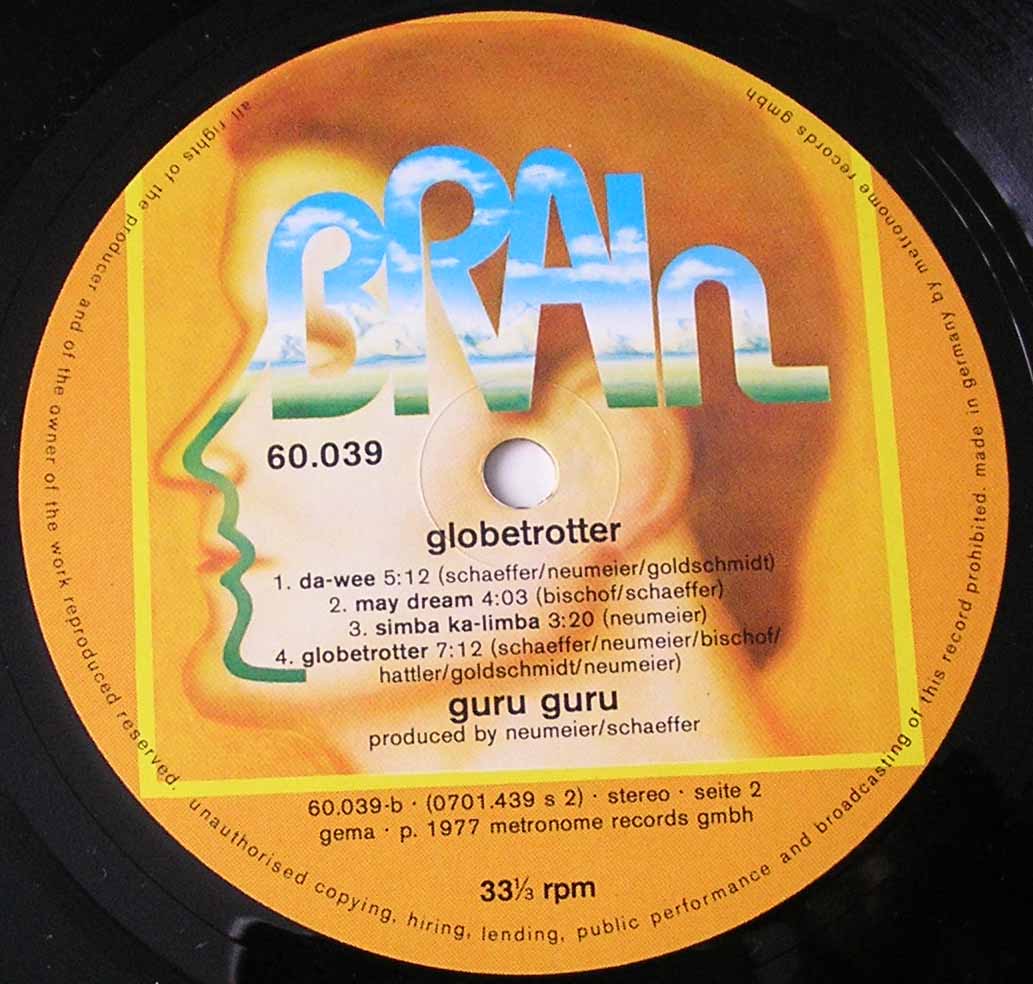 BRAIn
60.039
globetrotter
1. da-wee 5:12 (schaeffer/neumeier/goldschmidt)
2. may dream 4:03 (bischof/schaeffer)
3. simba ka-limba 3:20 (neumeier)
4. globetrotter 7:12 (schaeffer/neumeier/bischof/
hattler/goldschmidt/neumeier)
guru guru
produced by neumeier/schaeffer
60.039-b · (0701.439 s 2) · stereo · seite 2
gema · p. 1977 metronome records gmbh
33⅓ rpm
all rights of the producer and of the owner of the work reproduced reserved. unauthorised copying, hiring, lending, public performance and broadcasting of this record prohibited. made in germany by metronome records gmbh